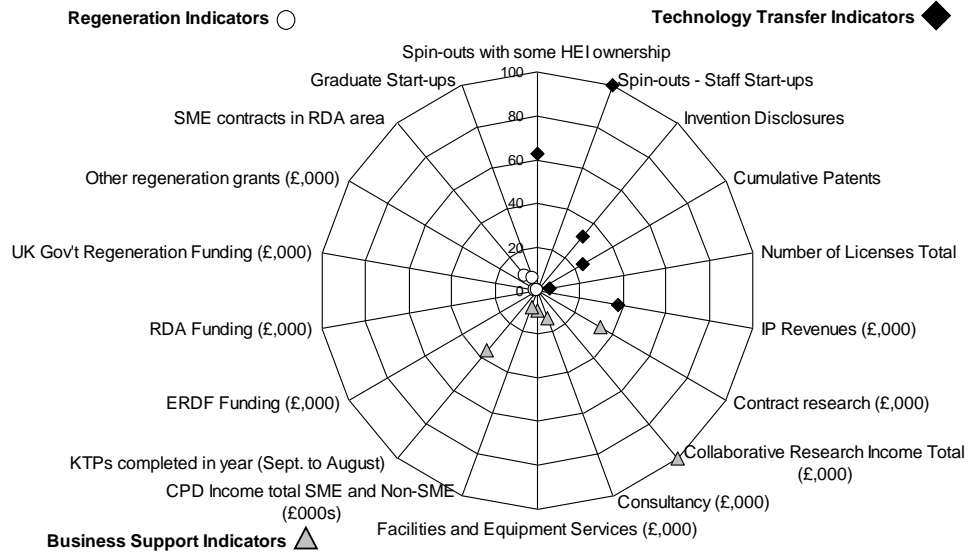 Regeneration Indicators
Technology Transfer Indicators
Spin-outs with some HEI ownership
Graduate Start-ups
100
Spin-outs - Staff Start-ups
SME contracts in RDA area
80
Invention Disclosures
60
Other regeneration grants (£,000)
Cumulative Patents
40
UK Gov't Regeneration Funding (£,000)
20
Number of Licenses Total
0
RDA Funding (£,000)
IP Revenues (£,000)
ERDF Funding (£,000)
Contract research (£,000)
KTPs completed in year (Sept. to August)
Collaborative Research Income Total
(£,000)
CPD Income total SME and Non-SME
(£000s)
Consultancy (£,000)
Facilities and Equipment Services (£,000)
Business Support Indicators